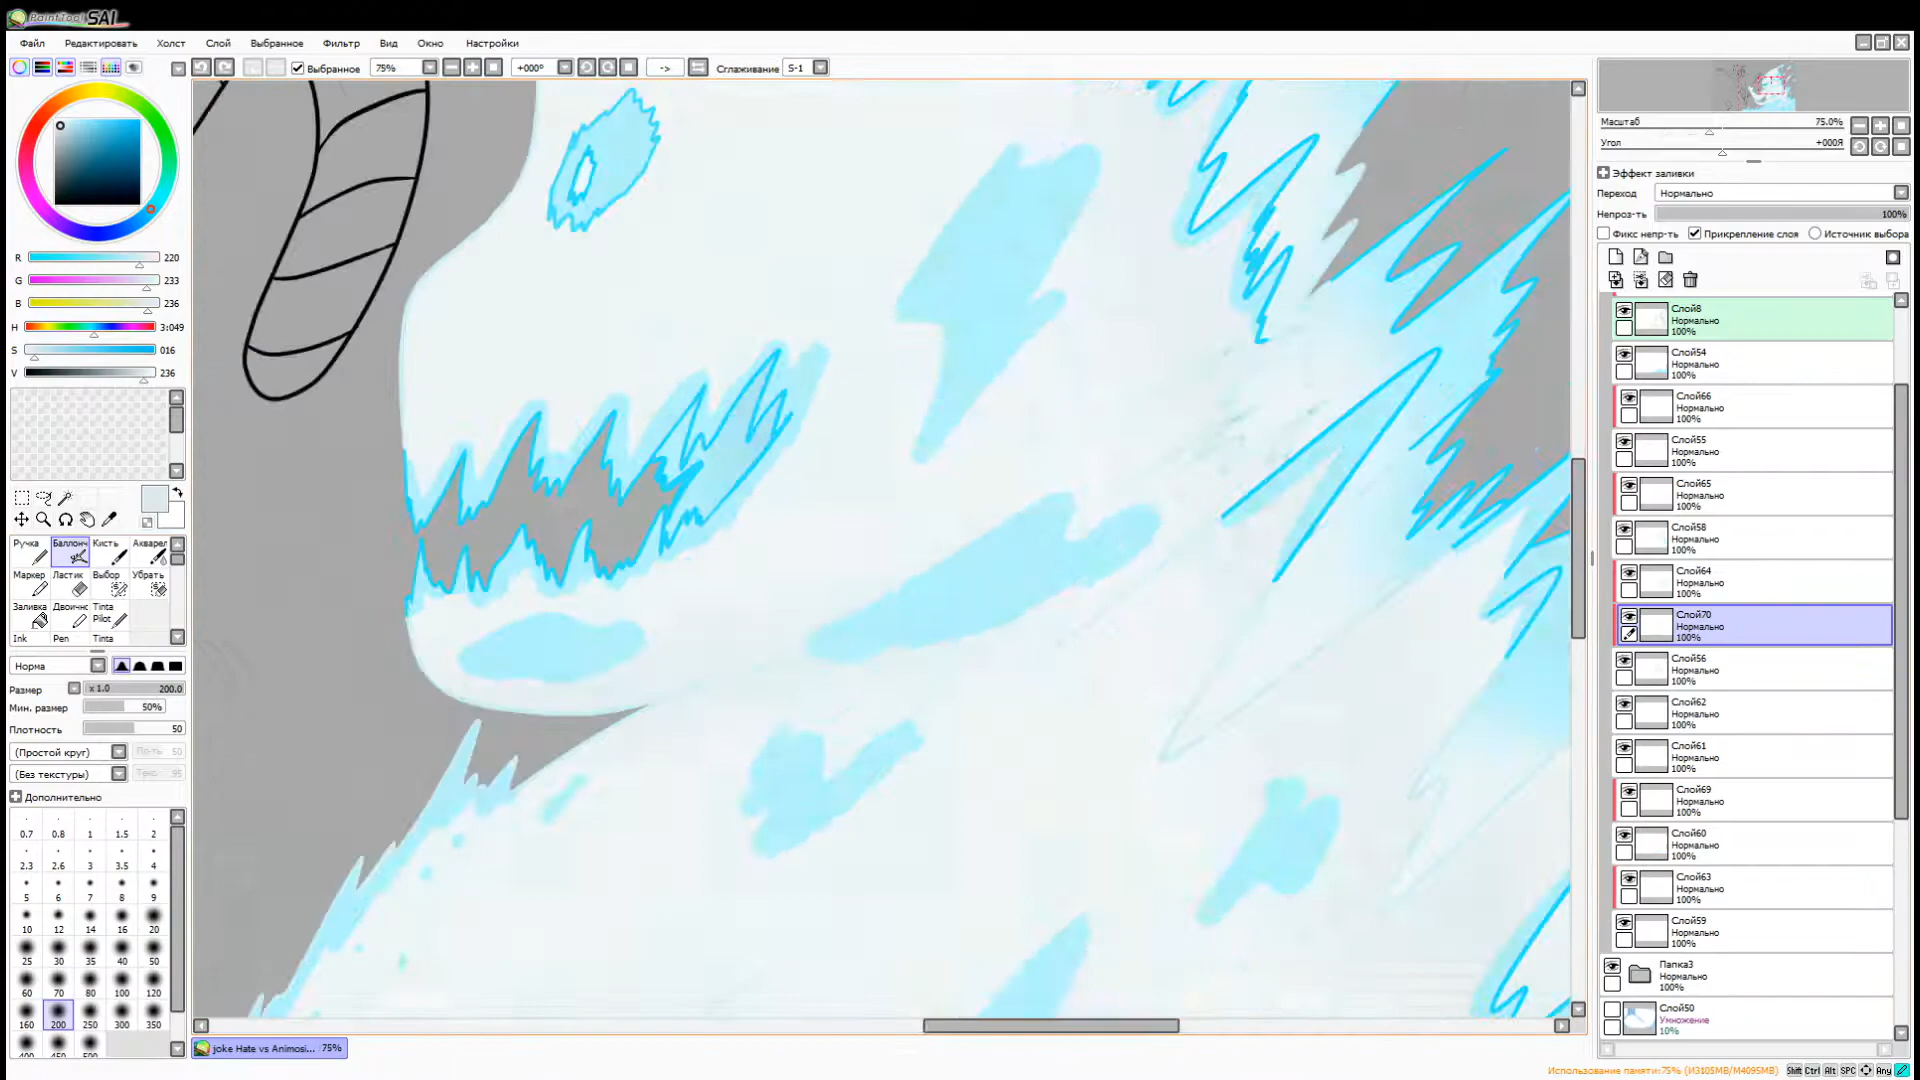 PaintTool SAI
Файл Редактировать Холст Слой Выбранное Фильтр Вид Окно Настройки
Выбранное 75% +000° -> Сглаживание S-1
R 220
G 233
B 236
H 3:049
S 016
V 236
Ручка Баллонч Кисть Акварел
Маркер Ластик Выбор Убрать
Заливка Двоичн Tinta Pilot
Ink Pen Tinta
Норма
Размер x 1.0 200.0
Мин. размер 50%
Плотность 50
(Простой круг) 50
(Без текстуры) 95
Дополнительно
0.7 0.8 1 1.5 2
2.3 2.6 3 3.5 4
5 6 7 8 9
10 12 14 16 20
25 30 35 40 50
60 70 80 100 120
160 200 250 300 350
400 450 500
joke Hate vs Animosi... 75%
Масштаб 75.0%
Угол +000Я
Эффект заливки
Переход Нормально
Непроз-ть 100%
Фикс непр-ть Прикрепление слоя Источник выбора
Слой8
Нормально
100%
Слой54
Нормально
100%
Слой66
Нормально
100%
Слой55
Нормально
100%
Слой65
Нормально
100%
Слой58
Нормально
100%
Слой64
Нормально
100%
Слой70
Нормально
100%
Слой56
Нормально
100%
Слой62
Нормально
100%
Слой61
Нормально
100%
Слой69
Нормально
100%
Слой60
Нормально
100%
Слой63
Нормально
100%
Слой59
Нормально
100%
Папка3
Нормально
100%
Слой50
Умножение
10%
Использование памяти:75% (И3105MB/М4095MB) Shift Ctrl Alt SPC Any